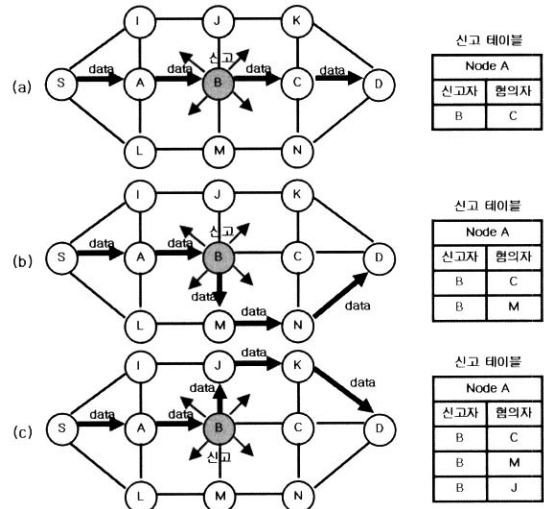 I J K
신고
신고 테이블
Node A
신고자 혐의자
B C
(a) S data A data B data C data D
L M N
I J K
신고
신고 테이블
Node A
신고자 혐의자
B C
B M
(b) S data A data B C D
data
data
L M data N
data
I J K
data
신고 테이블
Node A
신고자 혐의자
B C
B M
B J
data
(c) S data A data B C D
신고
L M N